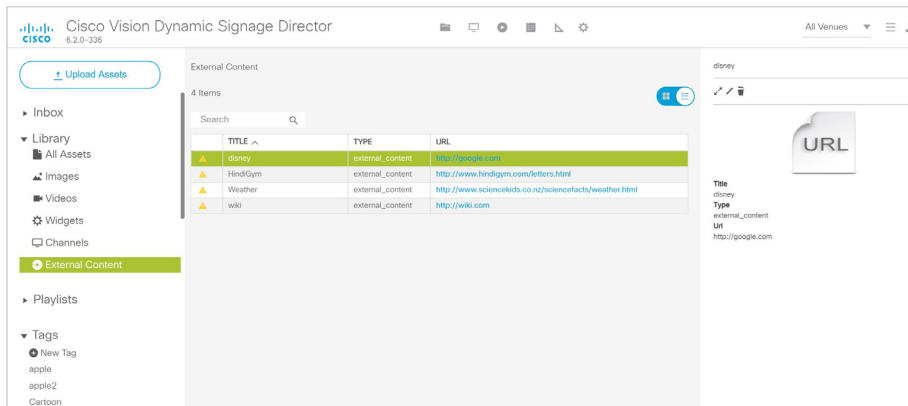 CISCO
Cisco Vision Dynamic Signage Director
6.2.0-336
All Venues
Upload Assets
Inbox
Library
All Assets
Images
Videos
Widgets
Channels
External Content
Playlists
Tags
New Tag
apple
apple2
Cartoon
External Content
4 Items
Search
TITLE TYPE URL
disney external_content http://google.com
HindiGym external_content http://www.hindigym.com/letters.html
Weather external_content http://www.sciencekids.co.nz/sciencefacts/weather.html
wiki external_content http://wiki.com
disney
URL
Title
disney
Type
external_content
Url
http://google.com